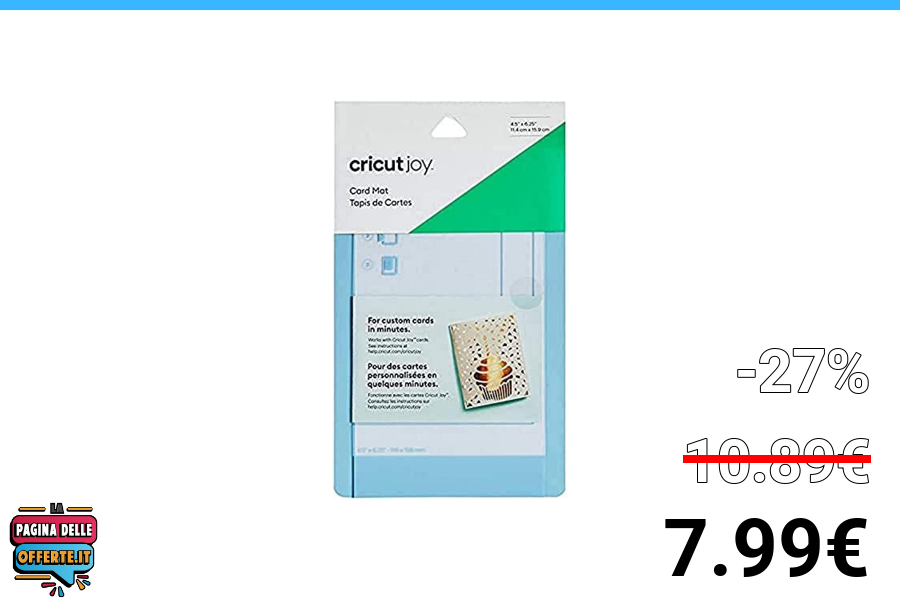 4.5" x 6.25"
11.4 cm x 15.9 cm
cricut joy.
Card Mat
Tapis de Cartes
For custom cards
in minutes.
Works with Cricut Joy™ cards.
See instructions at
help.cricut.com/cricutjoy
Pour des cartes
personnalisées en
quelques minutes.
Fonctionne avec les cartes Cricut Joy™.
Consultez les instructions sur
help.cricut.com/cricutjoy
-27%
10.89€
7.99€
LA
PAGINA DELLE
OFFERTE.IT